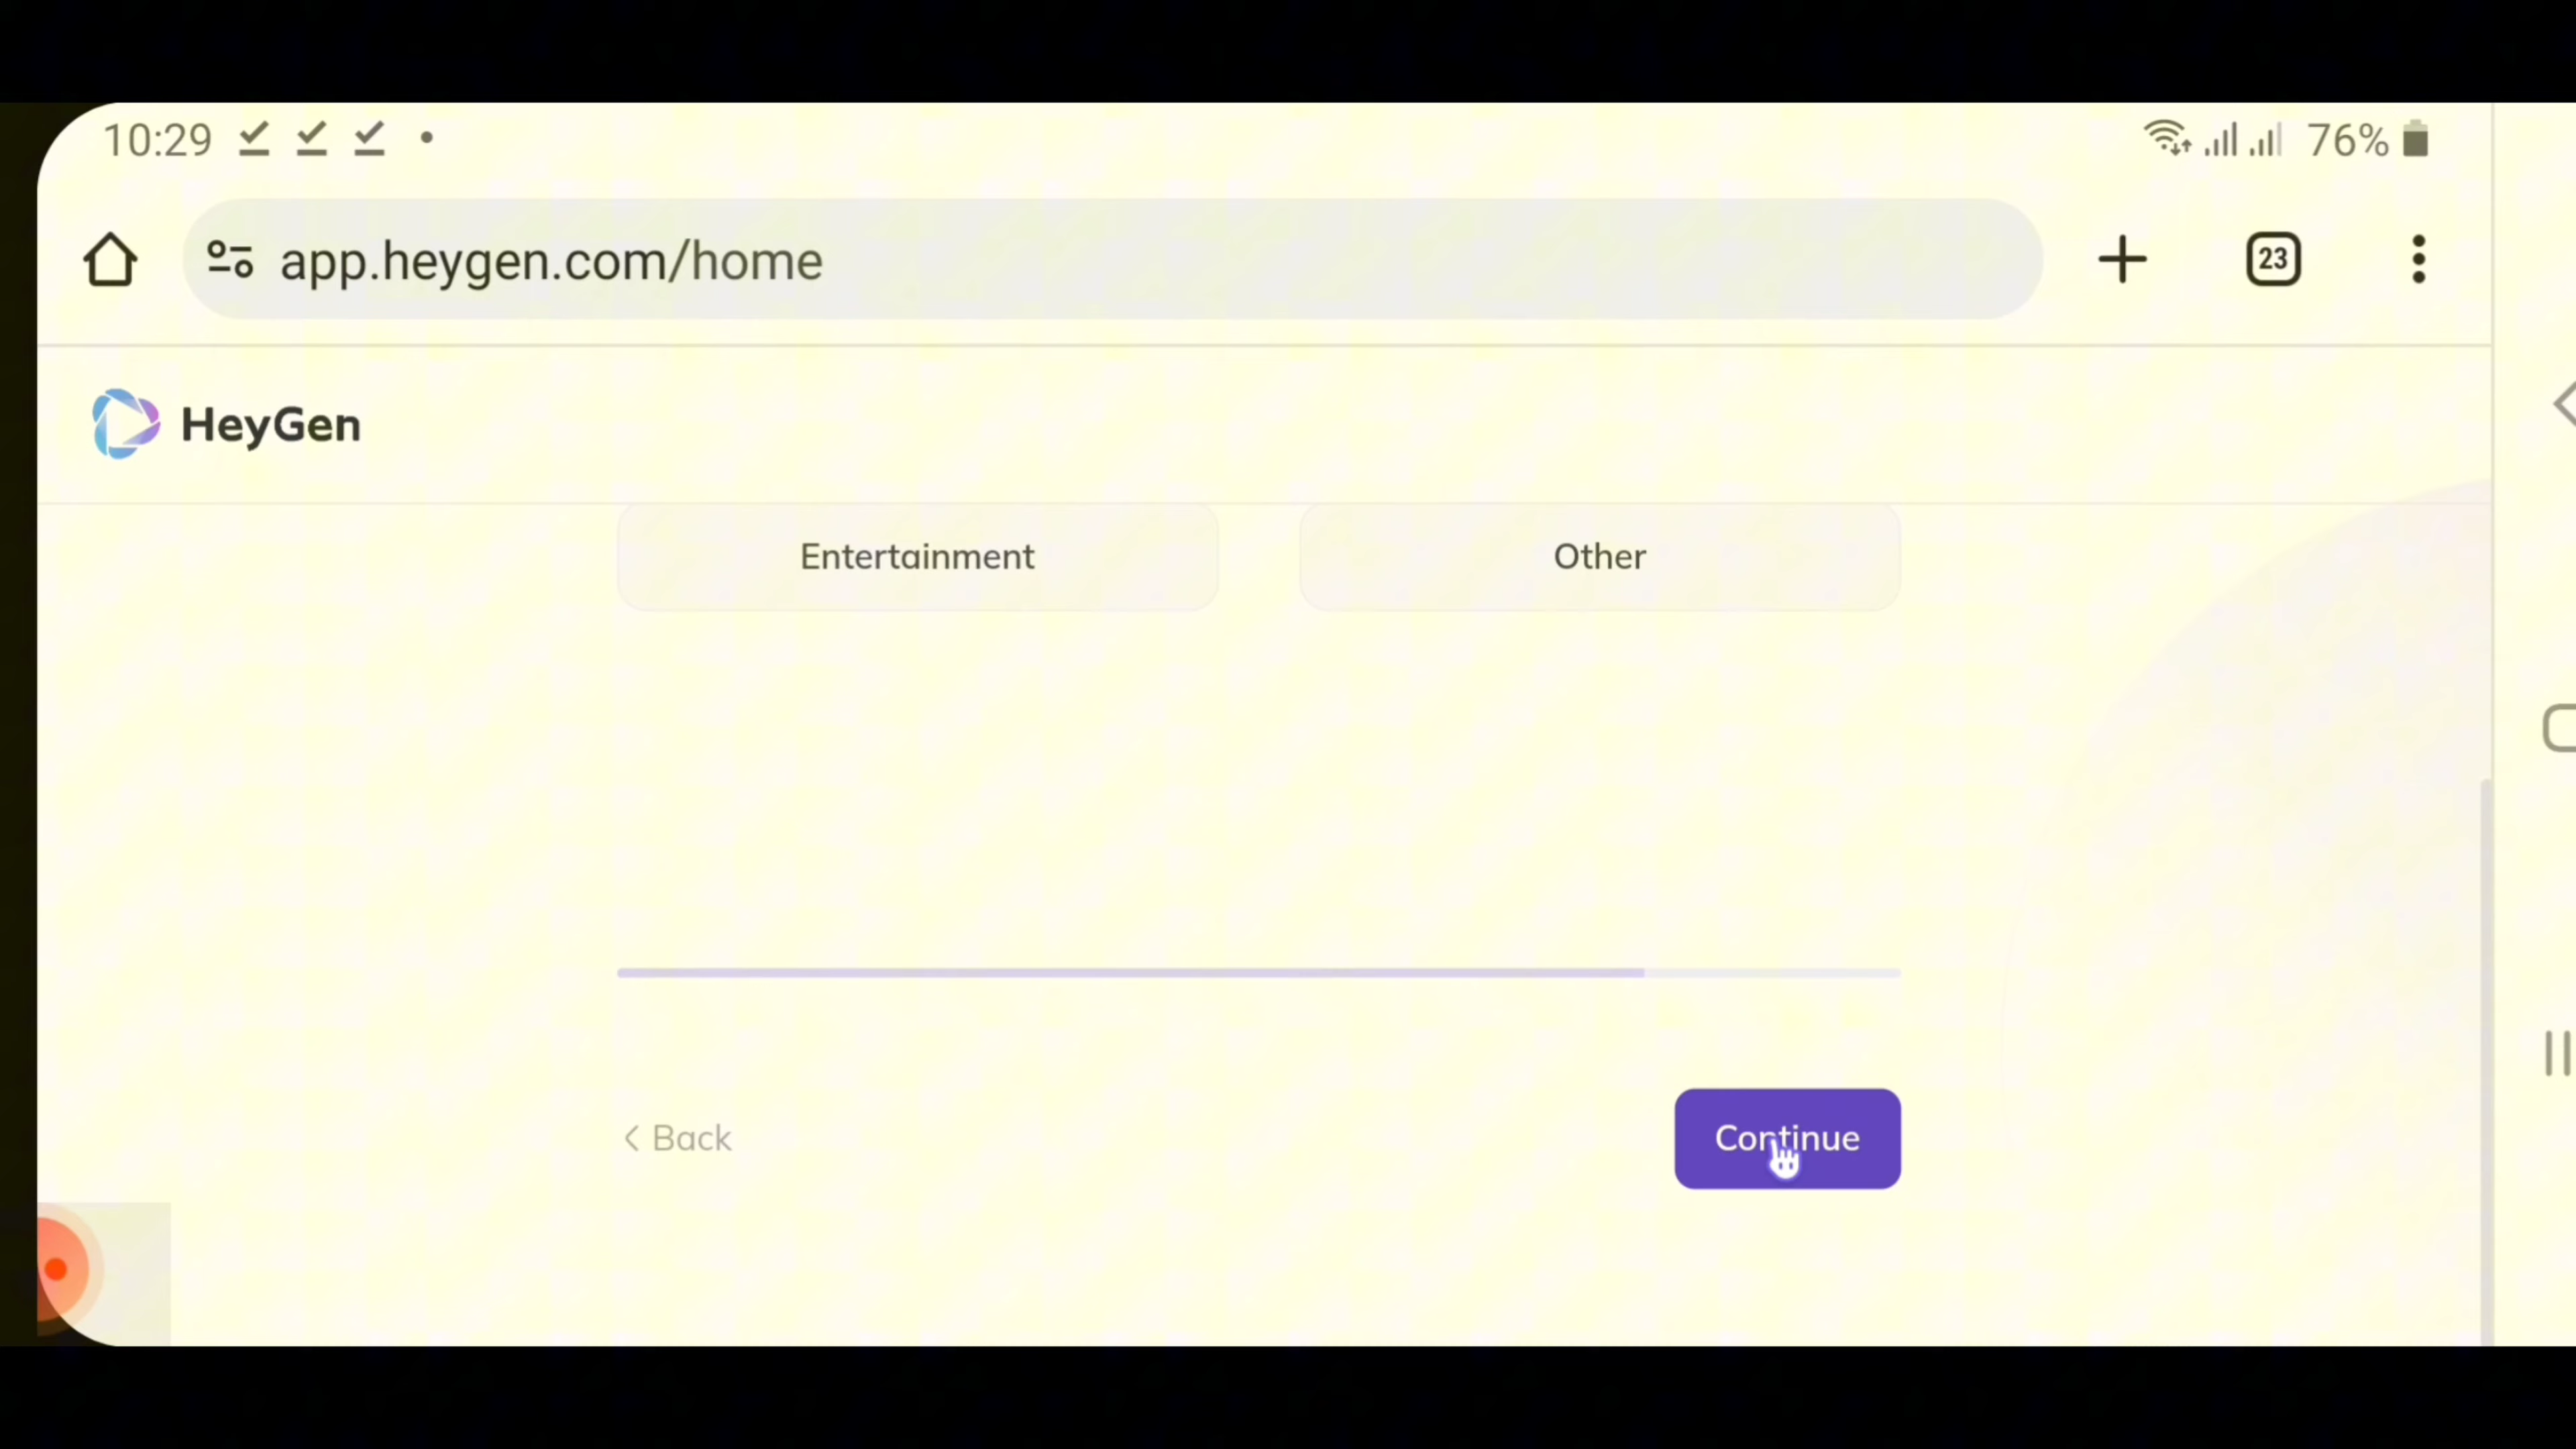 10:29
76%
app.heygen.com/home
23
HeyGen
Entertainment
Other
Back
Continue